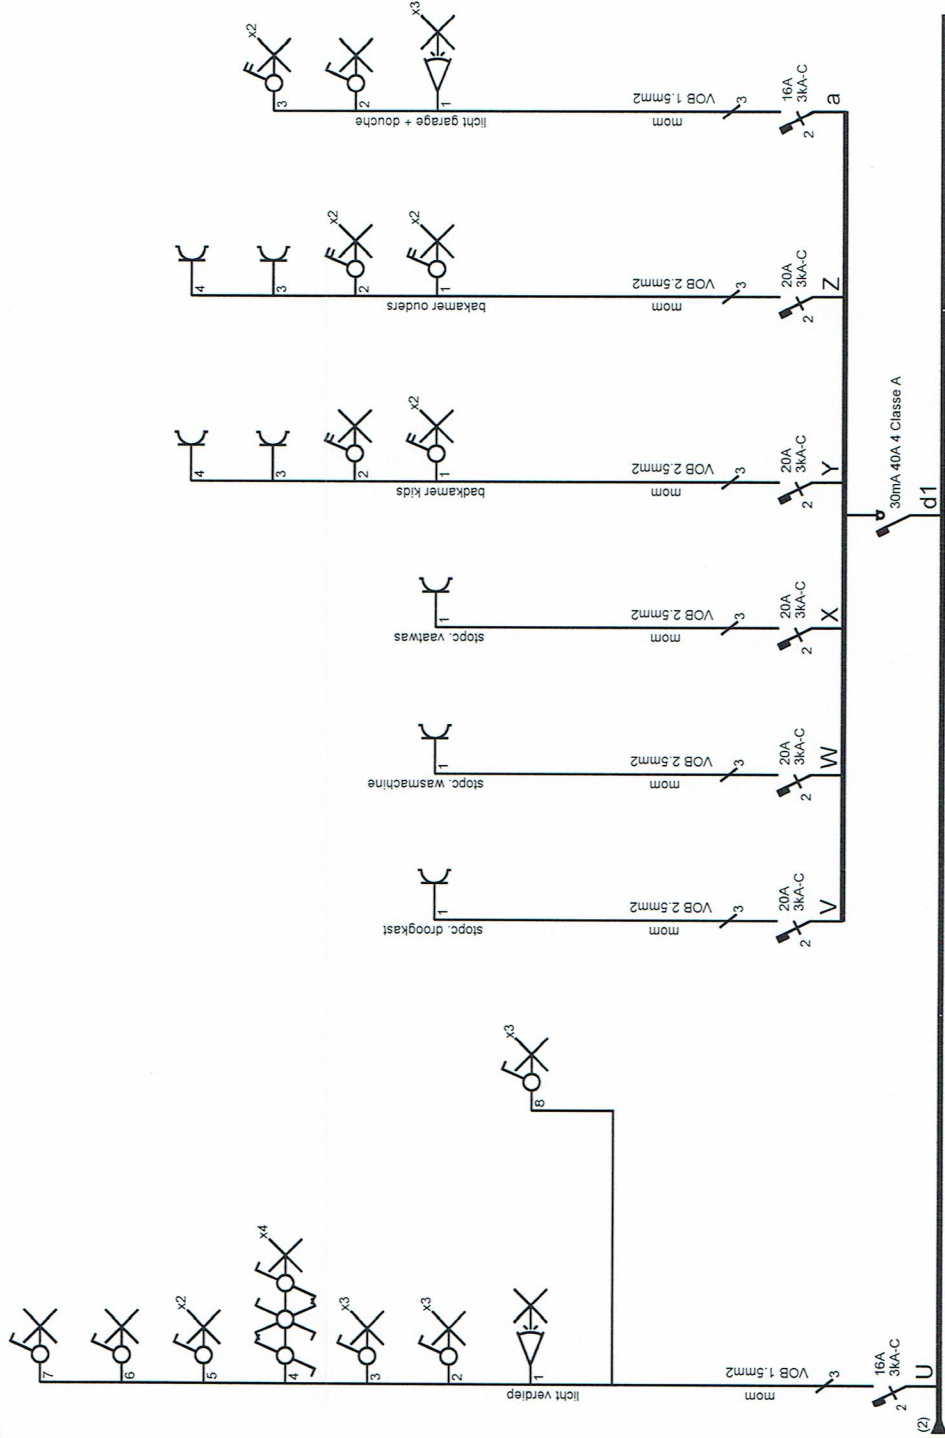 7
6
x2
5
x4
4
x3
3
x3
2
1
x3
8
licht verdiep
mom
VOB 1.5mm2
3
16A
3kA-C
2
U
(2)
1
stopc. droogkast
mom
VOB 2.5mm2
3
20A
3kA-C
2
V
1
stopc. wasmachine
mom
VOB 2.5mm2
3
20A
3kA-C
2
W
1
stopc. vaatwas
mom
VOB 2.5mm2
3
20A
3kA-C
2
X
4
3
2
x2
1
badkamer kids
mom
VOB 2.5mm2
3
20A
3kA-C
2
Y
4
3
x2
2
x2
1
bakamer ouders
mom
VOB 2.5mm2
3
20A
3kA-C
2
Z
x2
3
2
x3
1
licht garage + douche
mom
VOB 1.5mm2
3
16A
3kA-C
2
a
30mA 40A 4 Classe A
d1